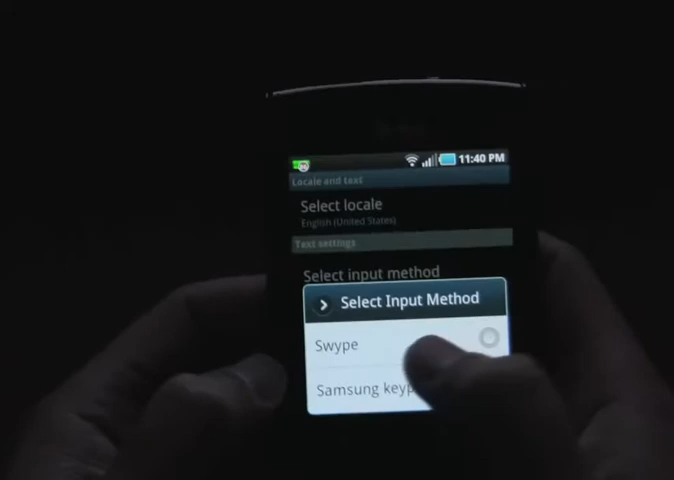 11:40 PM
Locale and text
Select locale
English (United States)
Text settings
Select input method
Select Input Method
Swype
Samsung keyp